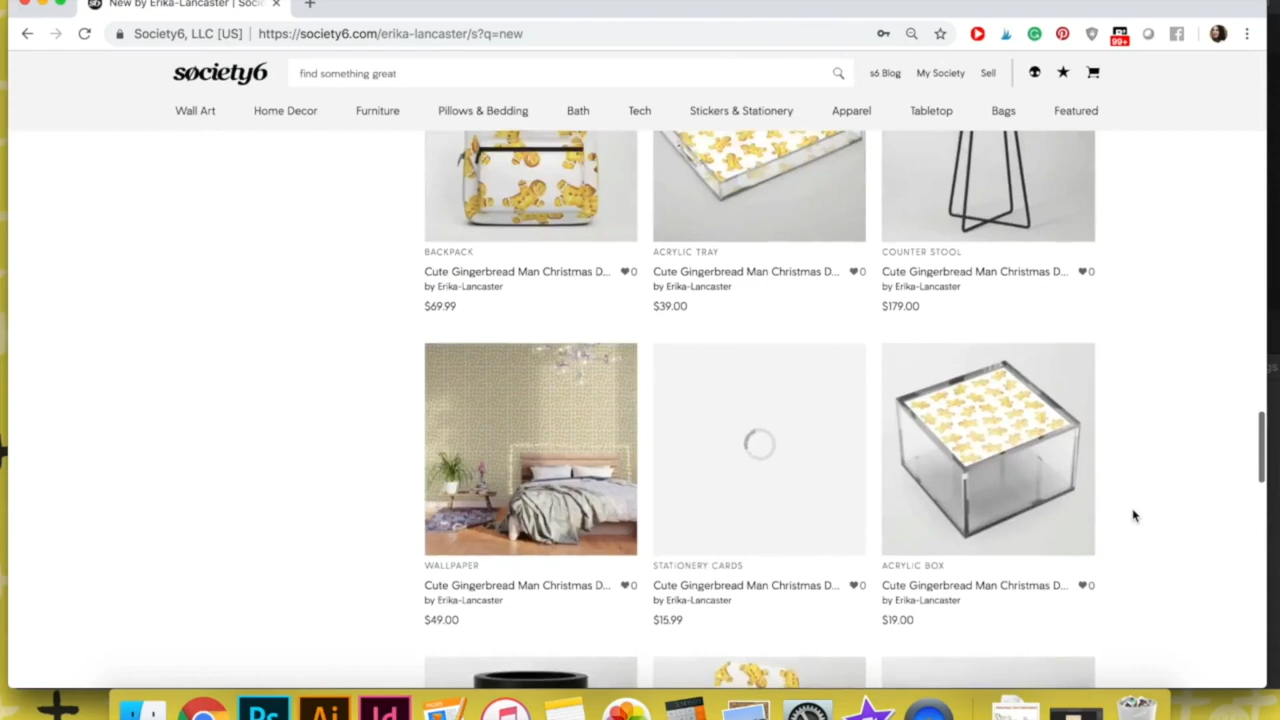 New by Erika-Lancaster | Soci
Society6, LLC [US] | https://society6.com/erika-lancaster/s?q=new
99+
society6
find something great
s6 Blog My Society Sell
Wall Art Home Decor Furniture Pillows & Bedding Bath Tech Stickers & Stationery Apparel Tabletop Bags Featured
BACKPACK ACRYLIC TRAY COUNTER STOOL
Cute Gingerbread Man Christmas D... 0 Cute Gingerbread Man Christmas D... 0 Cute Gingerbread Man Christmas D... 0
by Erika-Lancaster by Erika-Lancaster by Erika-Lancaster
$69.99 $39.00 $179.00
WALLPAPER STATIONERY CARDS ACRYLIC BOX
Cute Gingerbread Man Christmas D... 0 Cute Gingerbread Man Christmas D... 0 Cute Gingerbread Man Christmas D... 0
by Erika-Lancaster by Erika-Lancaster by Erika-Lancaster
$49.00 $15.99 $19.00
Ps Ai Id